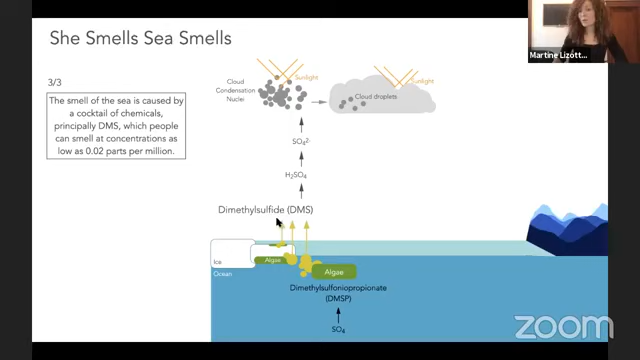 She Smells Sea Smells
Martine Lizott...
3/3
The smell of the sea is caused by
a cocktail of chemicals,
principally DMS, which people
can smell at concentrations as
low as 0.02 parts per million.
Cloud
Condensation
Nuclei
Sunlight
Sunlight
Cloud droplets
SO₄²⁻
H₂SO₄
Dimethylsulfide (DMS)
Ice
Ocean
Algae
Algae
Dimethylsulfoniopropionate
(DMSP)
SO₄
zoom